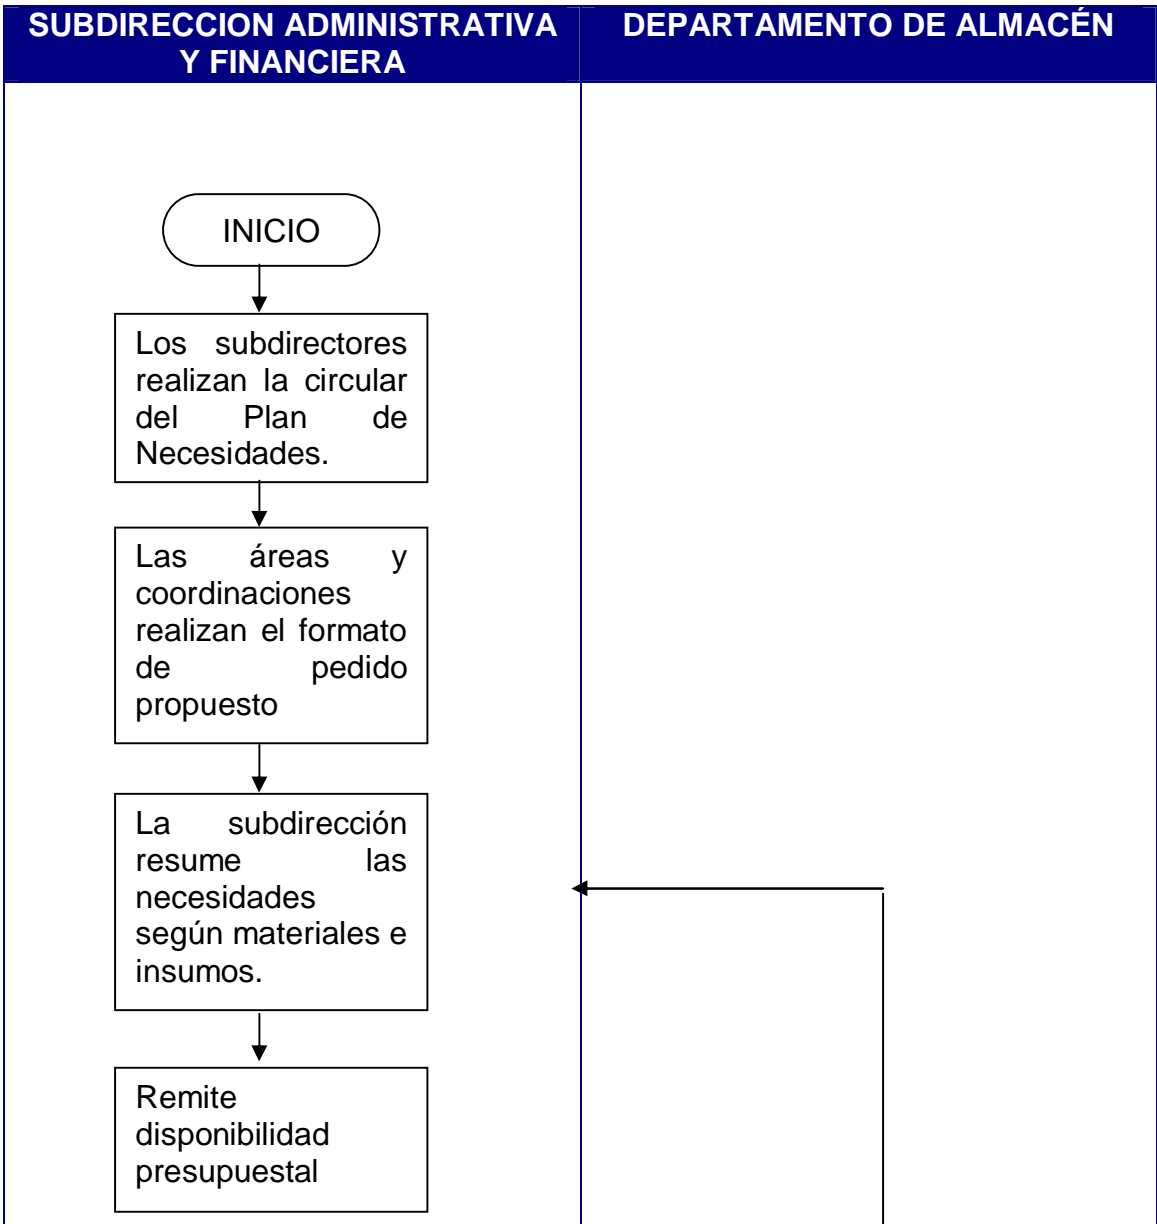 SUBDIRECCION ADMINISTRATIVA
Y FINANCIERA
DEPARTAMENTO DE ALMACÉN
INICIO
Los subdirectores
realizan la circular
del Plan de
Necesidades.
Las áreas y
coordinaciones
realizan el formato
de pedido
propuesto
La subdirección
resume las
necesidades
según materiales e
insumos.
Remite
disponibilidad
presupuestal